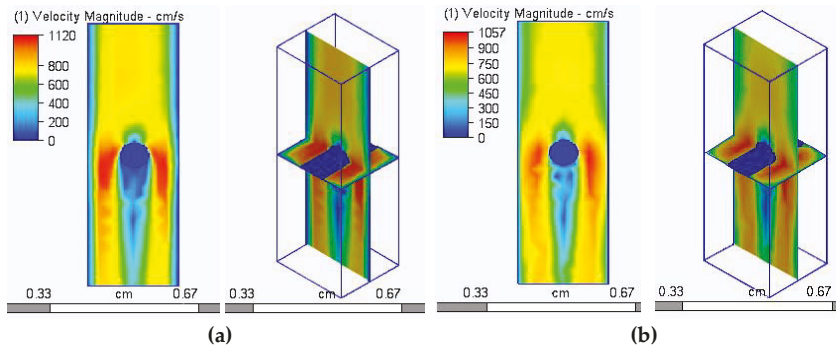 (1) Velocity Magnitude - cm/s
1120
800
600
400
200
0
0.33 cm 0.67
0.33 cm 0.67
(a)
(1) Velocity Magnitude - cm/s
1057
900
750
600
450
300
150
0
0.33 cm 0.67
0.33 cm 0.67
(b)